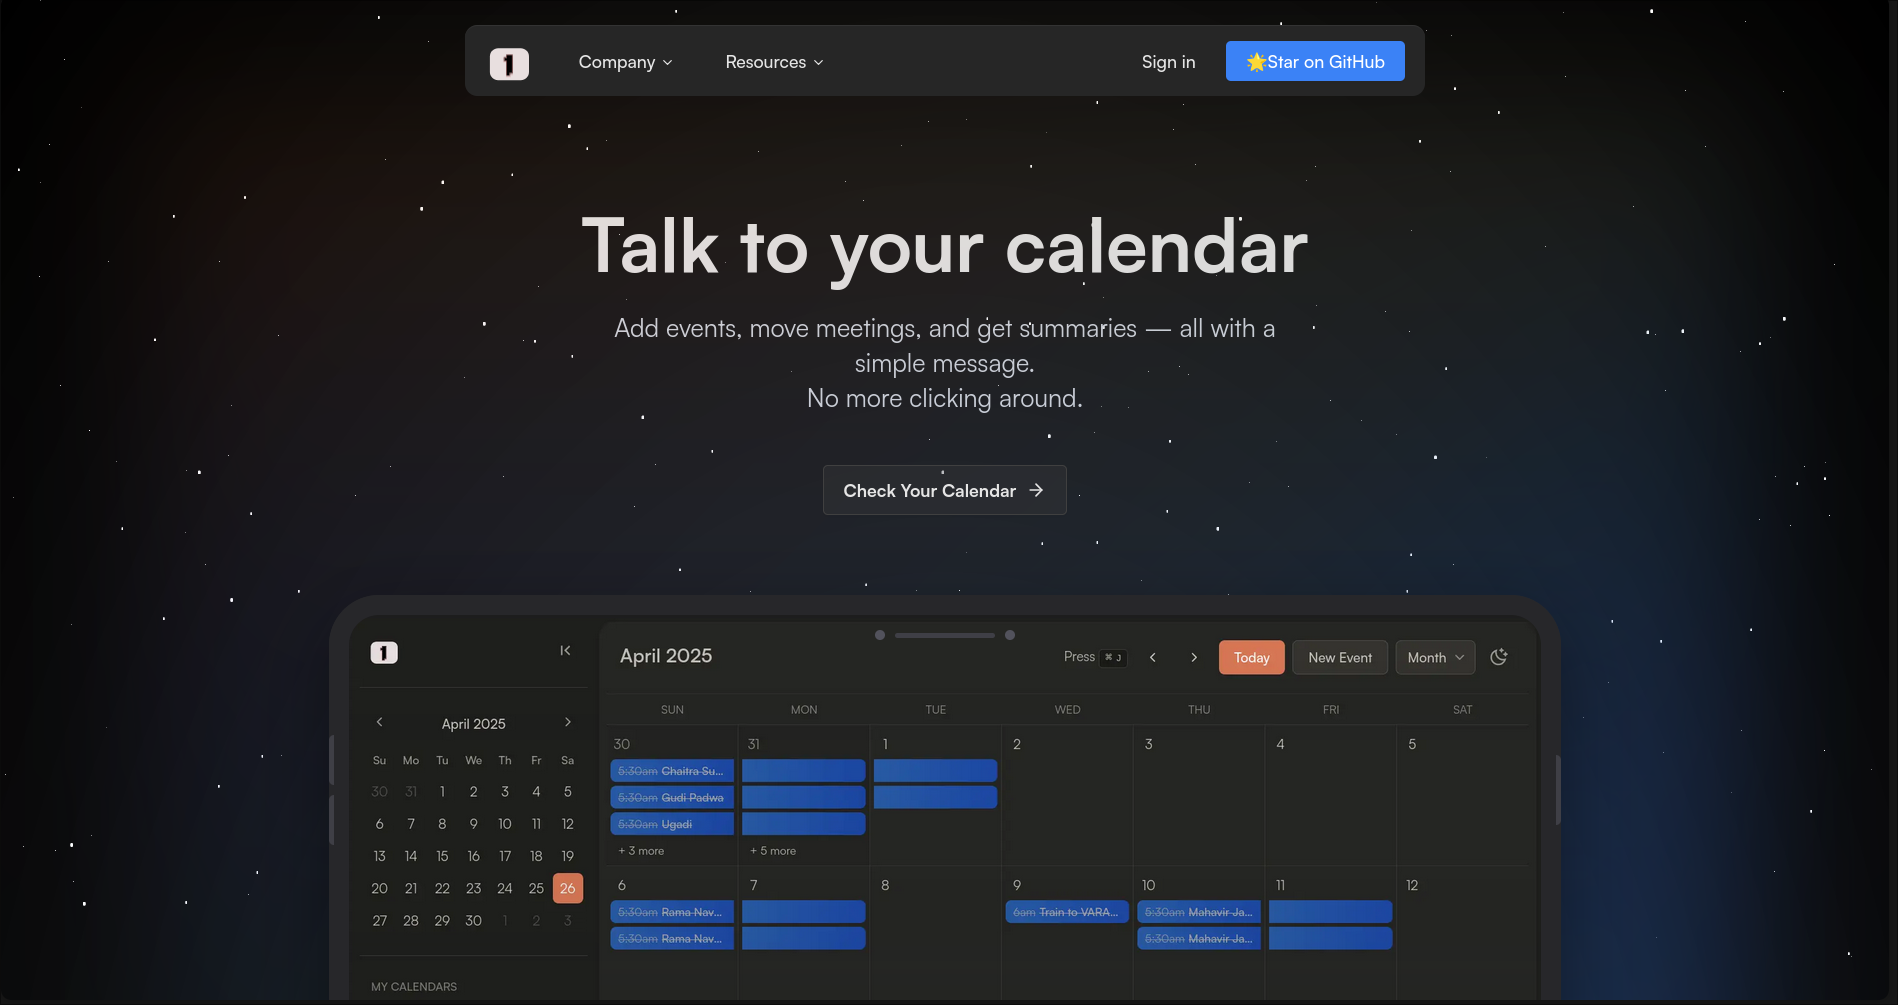 1
Company
Resources
Sign in
🌟Star on GitHub
Talk to your calendar
Add events, move meetings, and get summaries — all with a
simple message.
No more clicking around.
Check Your Calendar →
1
April 2025
Su Mo Tu We Th Fr Sa
30 31 1 2 3 4 5
6 7 8 9 10 11 12
13 14 15 16 17 18 19
20 21 22 23 24 25 26
27 28 29 30 1 2 3
MY CALENDARS
April 2025
Press ⌘ J
Today
New Event
Month
SUN MON TUE WED THU FRI SAT
30 31 1 2 3 4 5
5:30am Chaitra Su...
5:30am Gudi Padwa
5:30am Ugadi
+ 3 more + 5 more
6 7 8 9 10 11 12
5:30am Rama Nav... 6am Train to VARA... 5:30am Mahavir Ja...
5:30am Rama Nav... 5:30am Mahavir Ja...